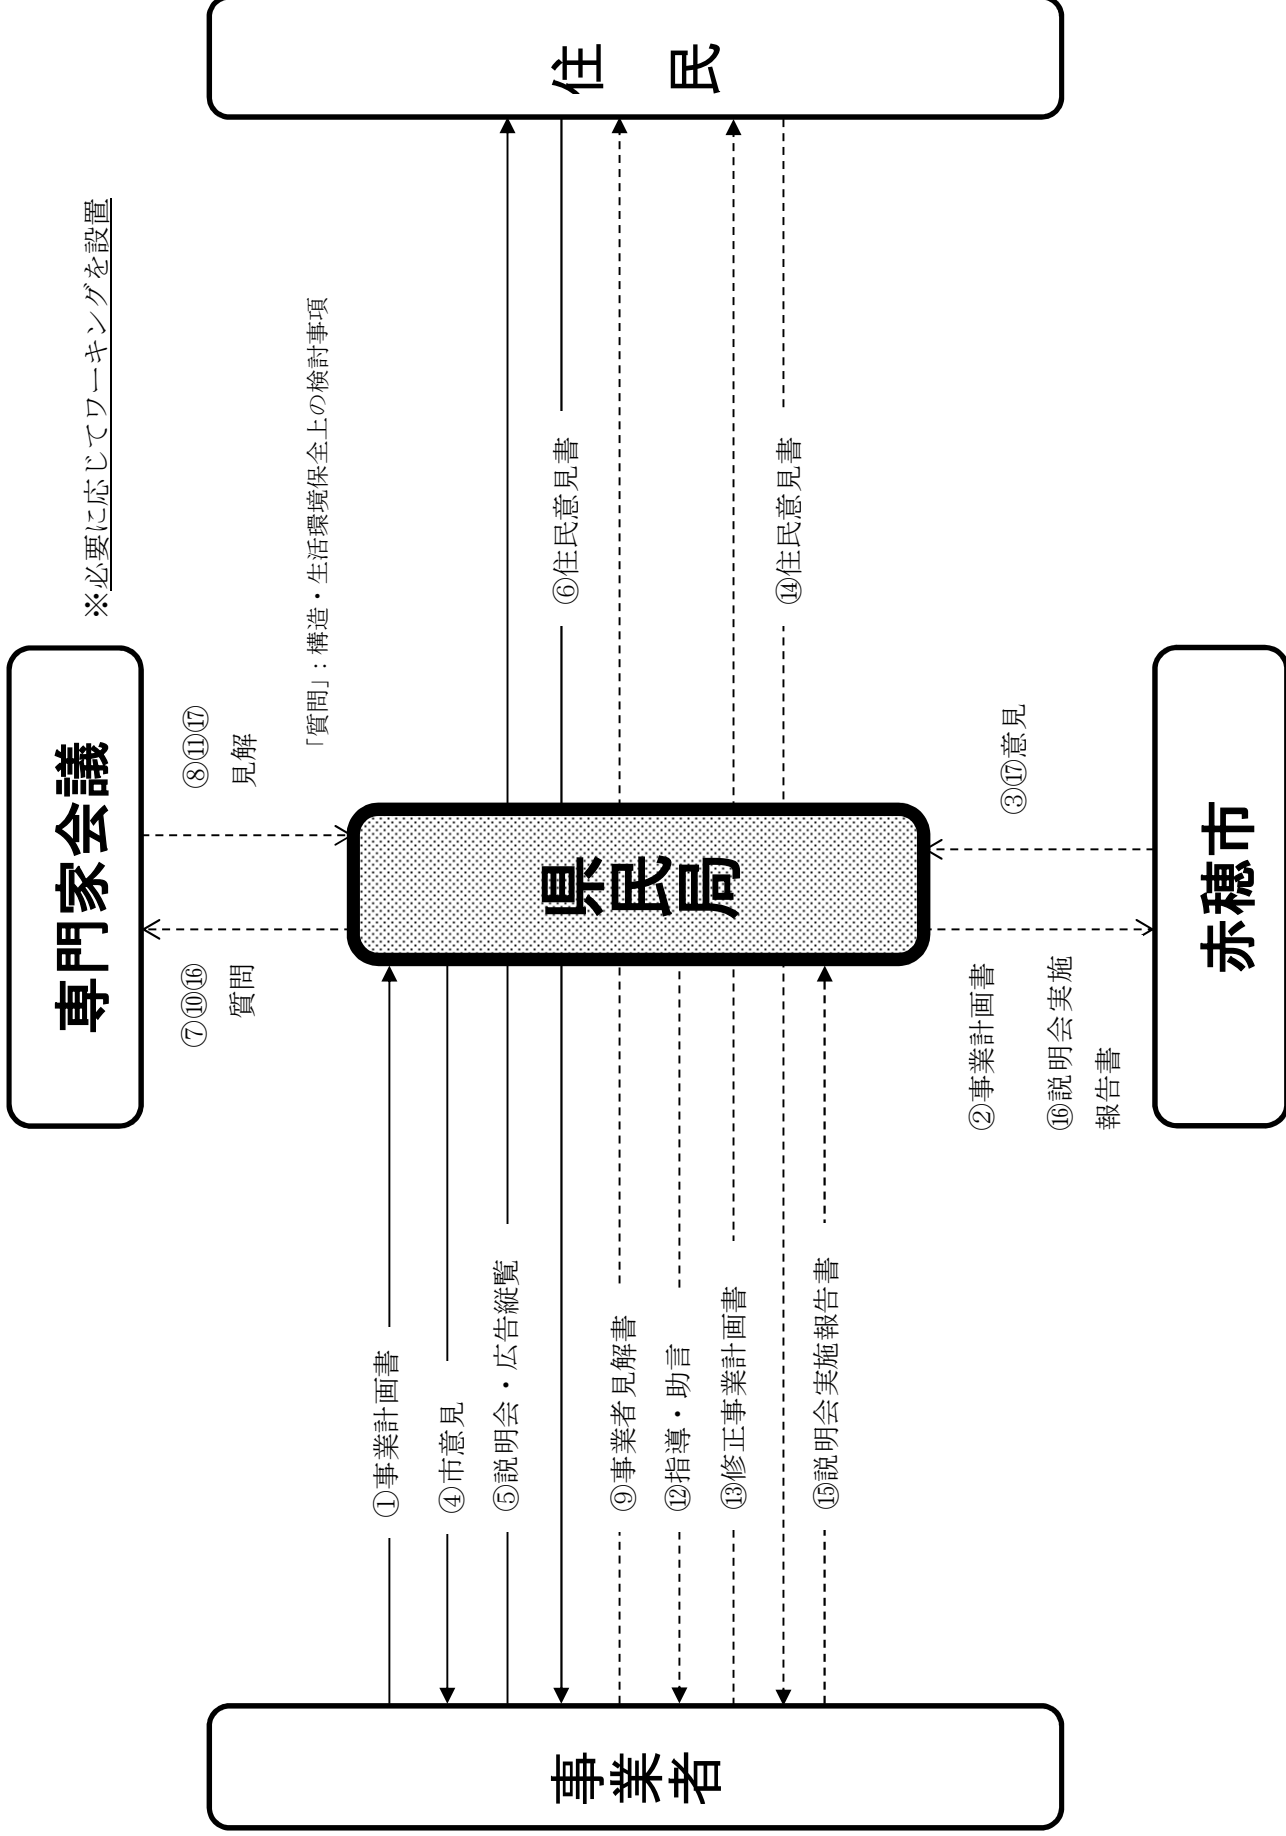 専門家会議
※必要に応じてワーキングを設置
⑦⑩⑯
質問
⑧⑪⑰
見解
「質問」：構造・生活環境保全上の検討事項
事業者
県民局
住　民
①事業計画書
④市意見
⑤説明会・広告縦覧
⑥住民意見書
⑨事業者見解書
⑫指導・助言
⑬修正事業計画書
⑭住民意見書
⑮説明会実施報告書
②事業計画書
⑯説明会実施
報告書
③⑰意見
赤穂市